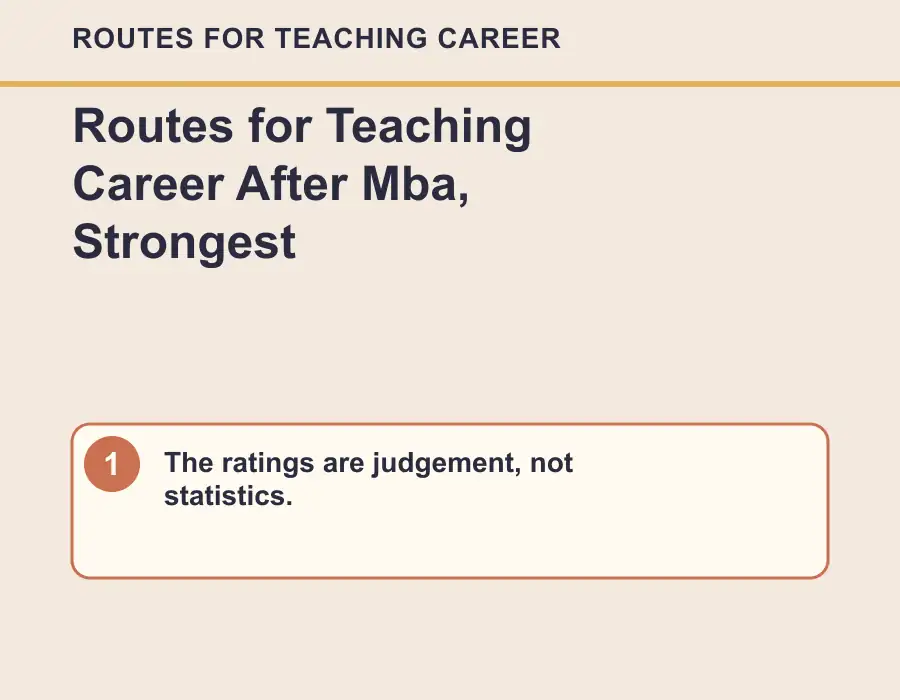 ROUTES FOR TEACHING CAREER
Routes for Teaching
Career After Mba,
Strongest
1
The ratings are judgement, not
statistics.